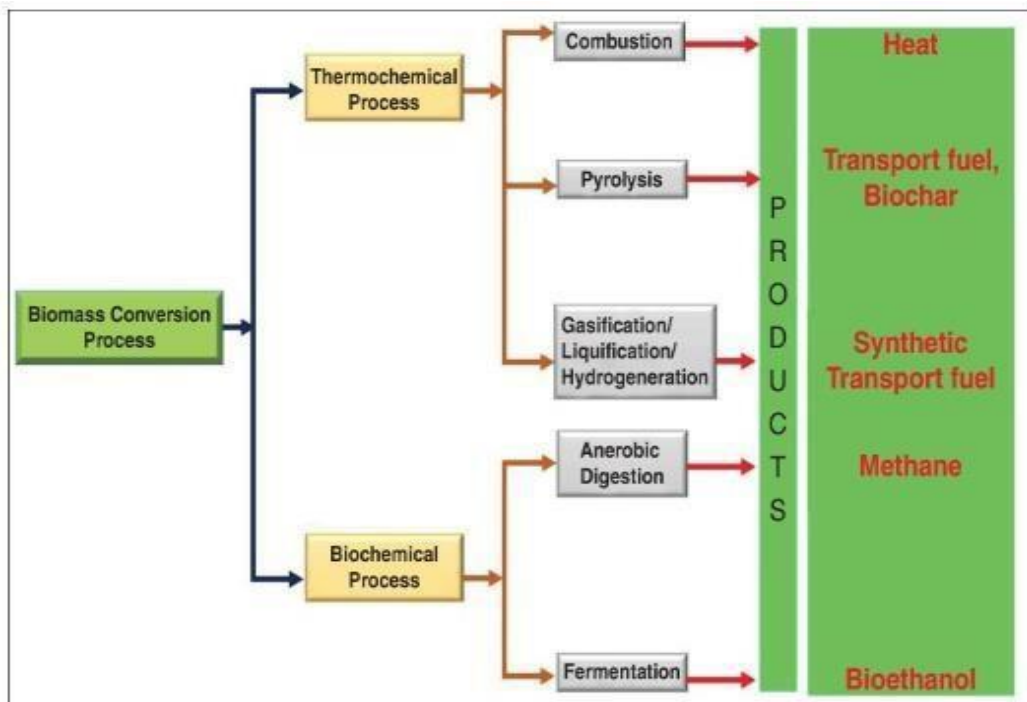 Biomass Conversion
Process
Thermochemical
Process
Biochemical
Process
Combustion
Pyrolysis
Gasification/
Liquification/
Hydrogeneration
Anerobic
Digestion
Fermentation
P
R
O
D
U
C
T
S
Heat
Transport fuel,
Biochar
Synthetic
Transport fuel
Methane
Bioethanol